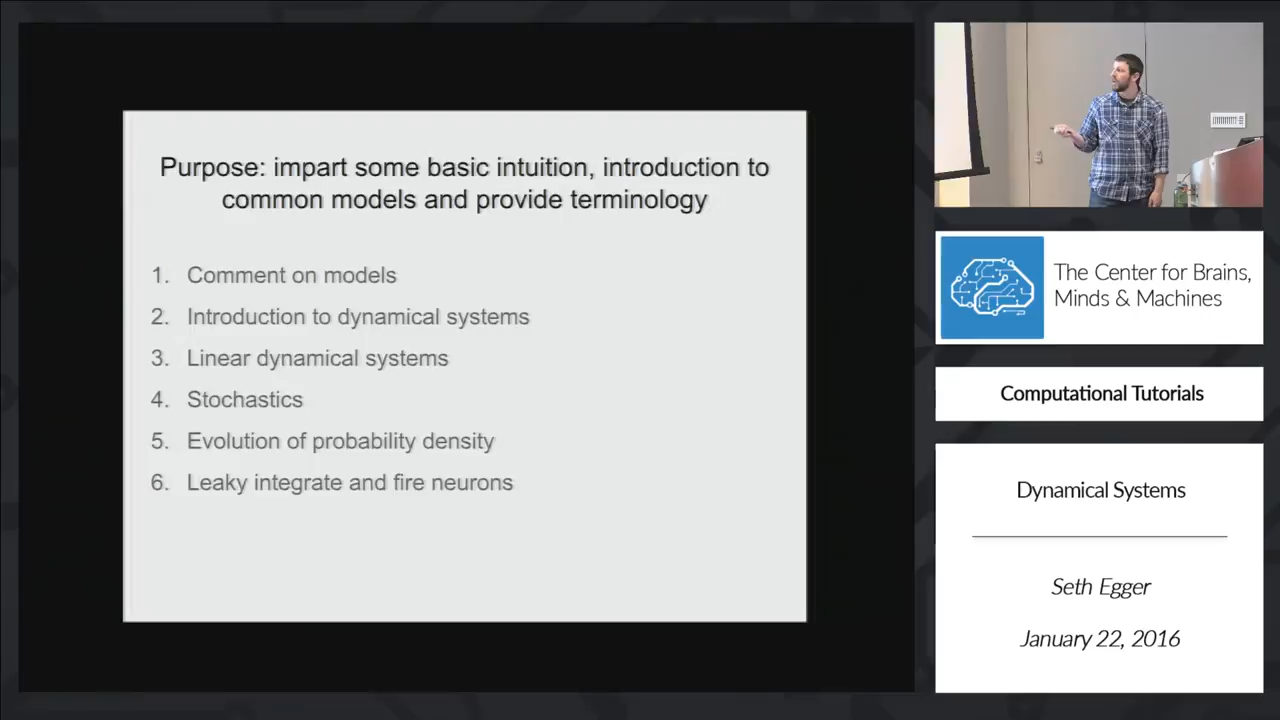 Purpose: impart some basic intuition, introduction to
common models and provide terminology
1. Comment on models
2. Introduction to dynamical systems
3. Linear dynamical systems
4. Stochastics
5. Evolution of probability density
6. Leaky integrate and fire neurons
The Center for Brains,
Minds & Machines
Computational Tutorials
Dynamical Systems
Seth Egger
January 22, 2016